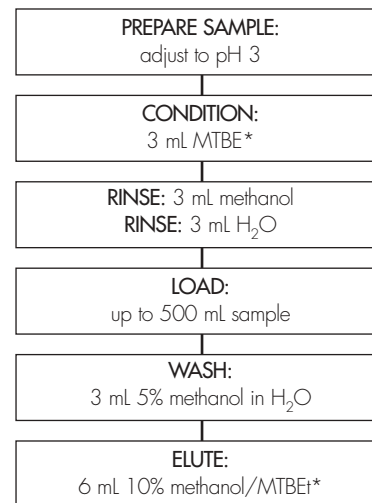 PREPARE SAMPLE:
adjust to pH 3
CONDITION:
3 mL MTBE*
RINSE: 3 mL methanol
RINSE: 3 mL H₂O
LOAD:
up to 500 mL sample
WASH:
3 mL 5% methanol in H₂O
ELUTE:
6 mL 10% methanol/MTBEt*